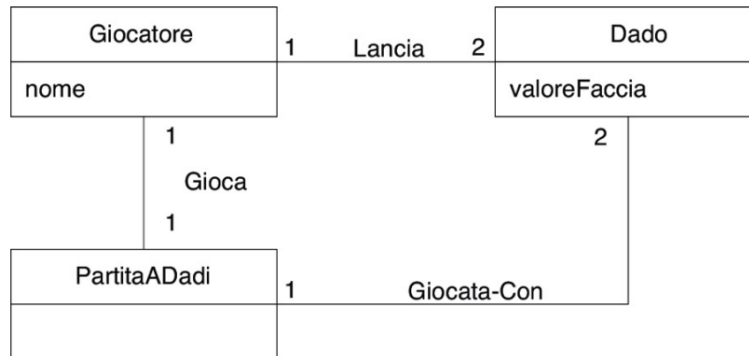 Giocatore
Dado
1 Lancia 2
nome
valoreFaccia
1
2
Gioca
1
PartitaADadi
1 Giocata-Con